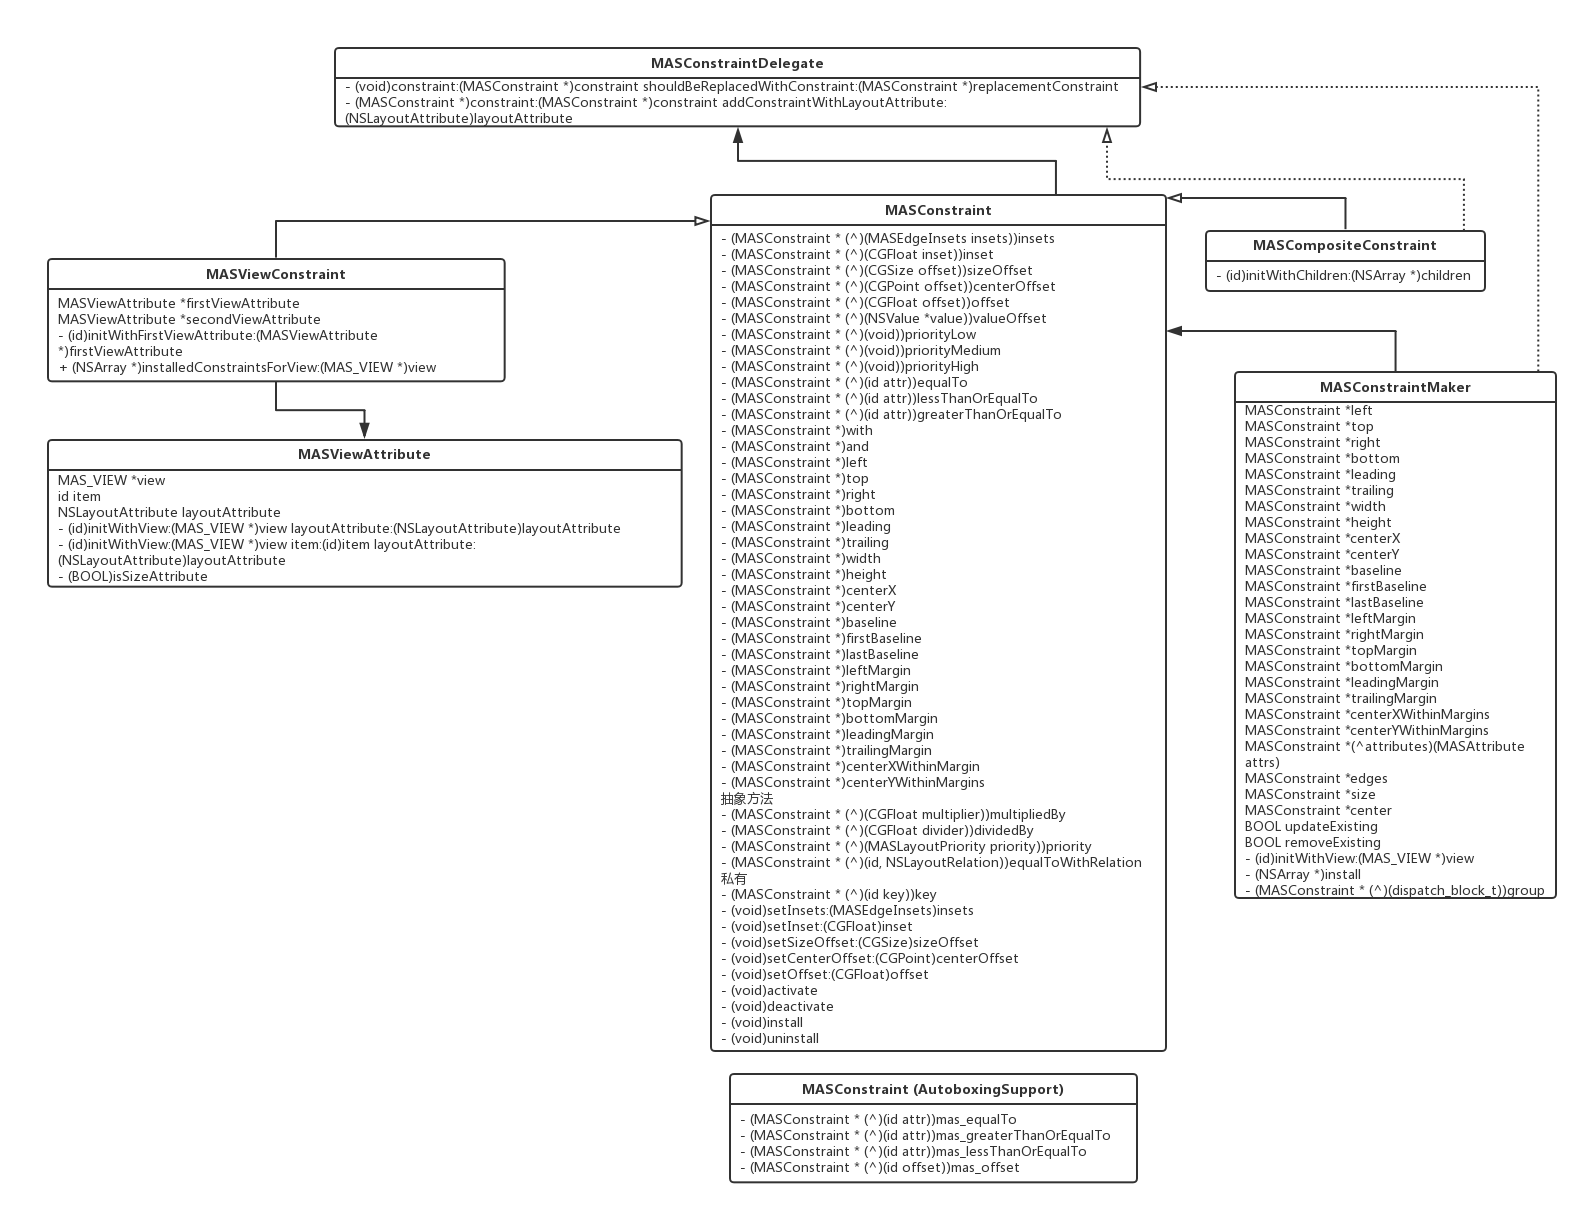 MASConstraintDelegate
- (void)constraint:(MASConstraint *)constraint shouldBeReplacedWithConstraint:(MASConstraint *)replacementConstraint
- (MASConstraint *)constraint:(MASConstraint *)constraint addConstraintWithLayoutAttribute:
(NSLayoutAttribute)layoutAttribute
MASViewConstraint
MASViewAttribute *firstViewAttribute
MASViewAttribute *secondViewAttribute
- (id)initWithFirstViewAttribute:(MASViewAttribute
*)firstViewAttribute
+ (NSArray *)installedConstraintsForView:(MAS_VIEW *)view
MASViewAttribute
MAS_VIEW *view
id item
NSLayoutAttribute layoutAttribute
- (id)initWithView:(MAS_VIEW *)view layoutAttribute:(NSLayoutAttribute)layoutAttribute
- (id)initWithView:(MAS_VIEW *)view item:(id)item layoutAttribute:
(NSLayoutAttribute)layoutAttribute
- (BOOL)isSizeAttribute
MASConstraint
- (MASConstraint * (^)(MASEdgeInsets insets))insets
- (MASConstraint * (^)(CGFloat inset))inset
- (MASConstraint * (^)(CGSize offset))sizeOffset
- (MASConstraint * (^)(CGPoint offset))centerOffset
- (MASConstraint * (^)(CGFloat offset))offset
- (MASConstraint * (^)(NSValue *value))valueOffset
- (MASConstraint * (^)(void))priorityLow
- (MASConstraint * (^)(void))priorityMedium
- (MASConstraint * (^)(void))priorityHigh
- (MASConstraint * (^)(id attr))equalTo
- (MASConstraint * (^)(id attr))lessThanOrEqualTo
- (MASConstraint * (^)(id attr))greaterThanOrEqualTo
- (MASConstraint *)with
- (MASConstraint *)and
- (MASConstraint *)left
- (MASConstraint *)top
- (MASConstraint *)right
- (MASConstraint *)bottom
- (MASConstraint *)leading
- (MASConstraint *)trailing
- (MASConstraint *)width
- (MASConstraint *)height
- (MASConstraint *)centerX
- (MASConstraint *)centerY
- (MASConstraint *)baseline
- (MASConstraint *)firstBaseline
- (MASConstraint *)lastBaseline
- (MASConstraint *)leftMargin
- (MASConstraint *)rightMargin
- (MASConstraint *)topMargin
- (MASConstraint *)bottomMargin
- (MASConstraint *)leadingMargin
- (MASConstraint *)trailingMargin
- (MASConstraint *)centerXWithinMargin
- (MASConstraint *)centerYWithinMargins
抽象方法
- (MASConstraint * (^)(CGFloat multiplier))multipliedBy
- (MASConstraint * (^)(CGFloat divider))dividedBy
- (MASConstraint * (^)(MASLayoutPriority priority))priority
- (MASConstraint * (^)(id, NSLayoutRelation))equalToWithRelation
私有
- (MASConstraint * (^)(id key))key
- (void)setInsets:(MASEdgeInsets)insets
- (void)setInset:(CGFloat)inset
- (void)setSizeOffset:(CGSize)sizeOffset
- (void)setCenterOffset:(CGPoint)centerOffset
- (void)setOffset:(CGFloat)offset
- (void)activate
- (void)deactivate
- (void)install
- (void)uninstall
MASCompositeConstraint
- (id)initWithChildren:(NSArray *)children
MASConstraintMaker
MASConstraint *left
MASConstraint *top
MASConstraint *right
MASConstraint *bottom
MASConstraint *leading
MASConstraint *trailing
MASConstraint *width
MASConstraint *height
MASConstraint *centerX
MASConstraint *centerY
MASConstraint *baseline
MASConstraint *firstBaseline
MASConstraint *lastBaseline
MASConstraint *leftMargin
MASConstraint *rightMargin
MASConstraint *topMargin
MASConstraint *bottomMargin
MASConstraint *leadingMargin
MASConstraint *trailingMargin
MASConstraint *centerXWithinMargins
MASConstraint *centerYWithinMargins
MASConstraint *(^attributes)(MASAttribute
attrs)
MASConstraint *edges
MASConstraint *size
MASConstraint *center
BOOL updateExisting
BOOL removeExisting
- (id)initWithView:(MAS_VIEW *)view
- (NSArray *)install
- (MASConstraint * (^)(dispatch_block_t))group
MASConstraint (AutoboxingSupport)
- (MASConstraint * (^)(id attr))mas_equalTo
- (MASConstraint * (^)(id attr))mas_greaterThanOrEqualTo
- (MASConstraint * (^)(id attr))mas_lessThanOrEqualTo
- (MASConstraint * (^)(id offset))mas_offset